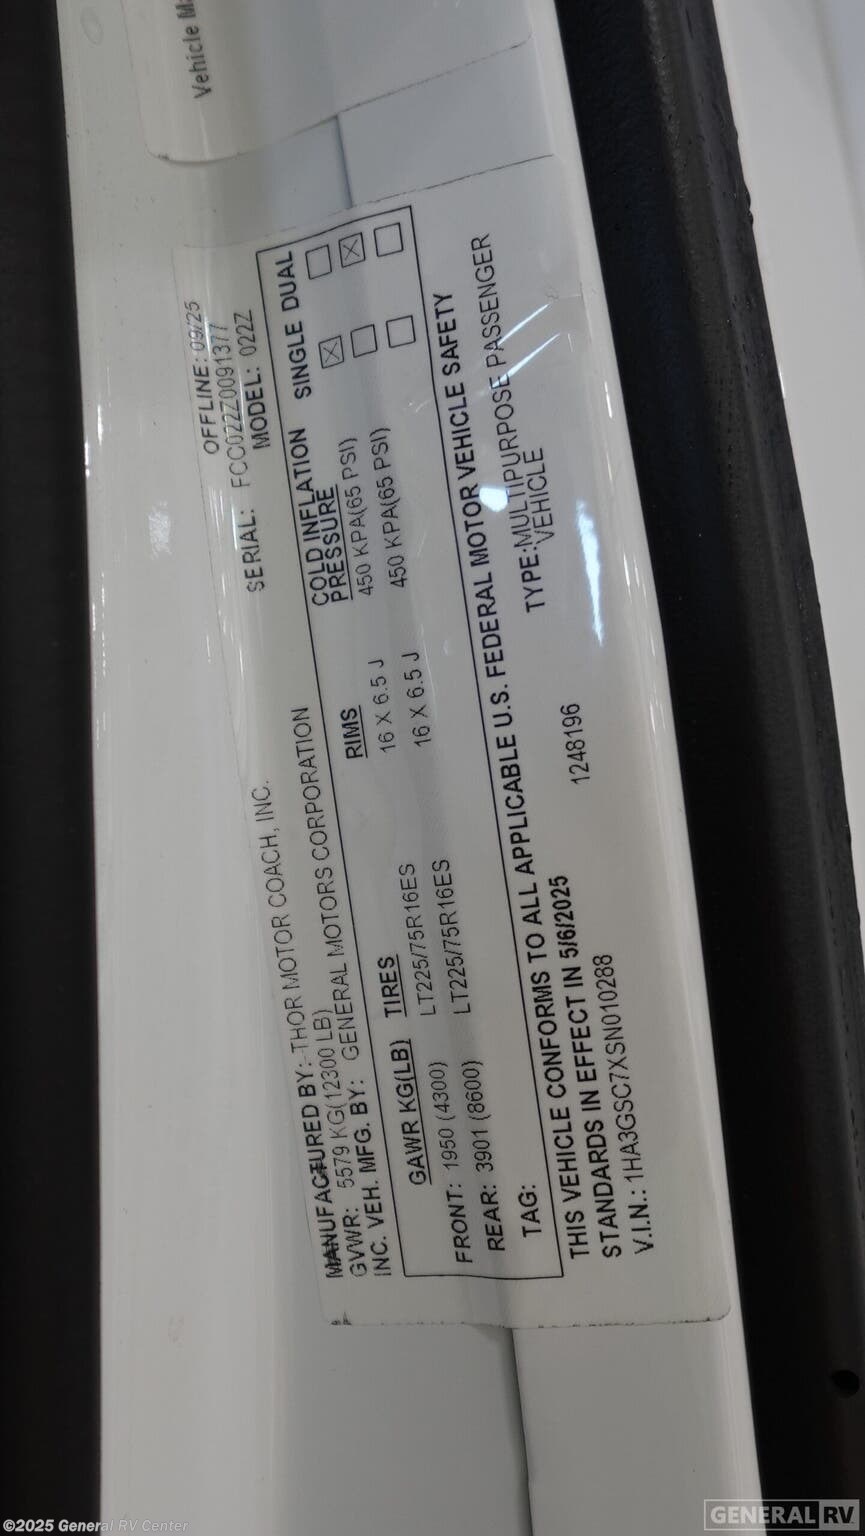 Vehicle
OFFLINE: 09/25
SERIAL: FCC022Z0091377
MODEL: 022Z
MANUFACTURED BY: THOR MOTOR COACH, INC.
GVWR: 5579 KG(12300 LB)
INC. VEH. MFG. BY: GENERAL MOTORS CORPORATION
GAWR KG(LB) TIRES RIMS COLD INFLATION PRESSURE SINGLE DUAL
FRONT: 1950 (4300) LT225/75R16ES 16 X 6.5 J 450 KPA(65 PSI)
REAR: 3901 (8600) LT225/75R16ES 16 X 6.5 J 450 KPA(65 PSI)
TAG:
THIS VEHICLE CONFORMS TO ALL APPLICABLE U.S. FEDERAL MOTOR VEHICLE SAFETY
STANDARDS IN EFFECT IN 5/6/2025
TYPE:MULTIPURPOSE PASSENGER
VEHICLE
V.I.N.: 1HA3GSC7XSN010288
1248196
©2025 General RV Center
GENERAL RV